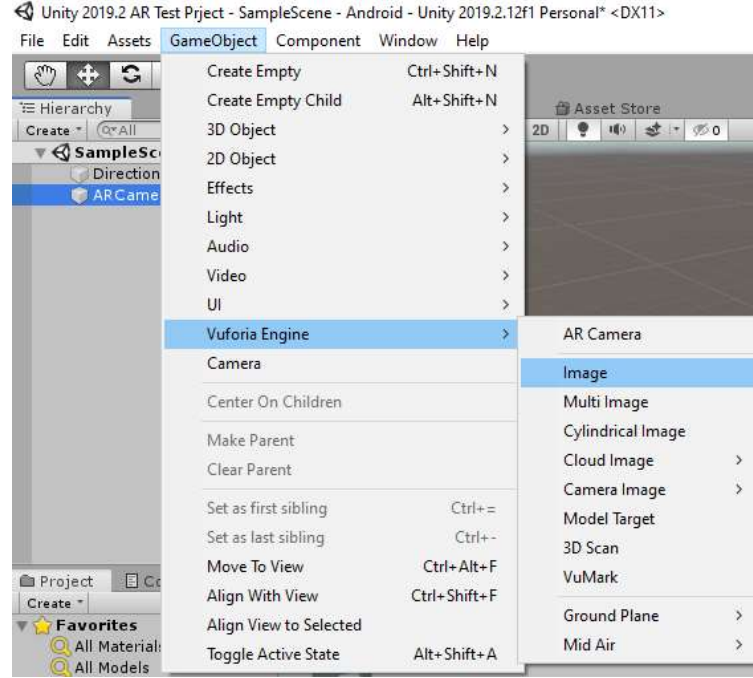 Unity 2019.2 AR Test Prject - SampleScene - Android - Unity 2019.2.12f1 Personal* <DX11>
File Edit Assets GameObject Component Window Help
Hierarchy
Asset Store
Create All
2D 0
SampleSc
Direction
ARCame
Create Empty Ctrl+Shift+N
Create Empty Child Alt+Shift+N
3D Object >
2D Object >
Effects >
Light >
Audio >
Video >
UI >
Vuforia Engine >
Camera
Center On Children
Make Parent
Clear Parent
Set as first sibling Ctrl+=
Set as last sibling Ctrl+-
Move To View Ctrl+Alt+F
Align With View Ctrl+Shift+F
Align View to Selected
Toggle Active State Alt+Shift+A
AR Camera
Image
Multi Image
Cylindrical Image
Cloud Image >
Camera Image >
Model Target
3D Scan
VuMark
Ground Plane >
Mid Air >
Project Co
Create
Favorites
All Material
All Models